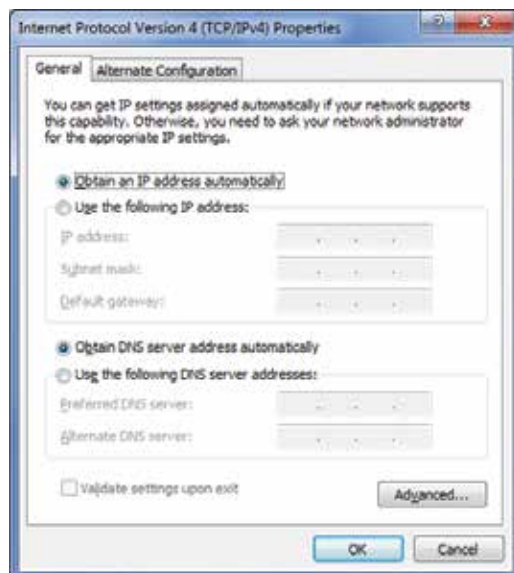 Internet Protocol Version 4 (TCP/IPv4) Properties
General
Alternate Configuration
You can get IP settings assigned automatically if your network supports
this capability. Otherwise, you need to ask your network administrator
for the appropriate IP settings.
Obtain an IP address automatically
Use the following IP address:
IP address:
Subnet mask:
Default gateway:
Obtain DNS server address automatically
Use the following DNS server addresses:
Preferred DNS server:
Alternate DNS server:
Validate settings upon exit
Advanced...
OK
Cancel